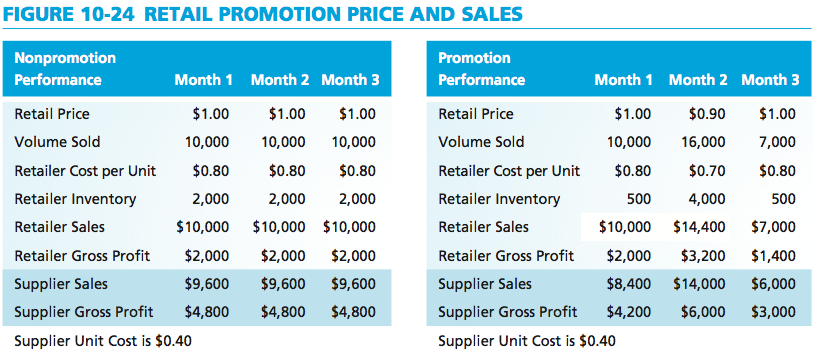 FIGURE 10-24 RETAIL PROMOTION PRICE AND SALES
Nonpromotion
Performance Month 1 Month 2 Month 3
Retail Price $1.00 $1.00 $1.00
Volume Sold 10,000 10,000 10,000
Retailer Cost per Unit $0.80 $0.80 $0.80
Retailer Inventory 2,000 2,000 2,000
Retailer Sales $10,000 $10,000 $10,000
Retailer Gross Profit $2,000 $2,000 $2,000
Supplier Sales $9,600 $9,600 $9,600
Supplier Gross Profit $4,800 $4,800 $4,800
Supplier Unit Cost is $0.40
Promotion
Performance Month 1 Month 2 Month 3
Retail Price $1.00 $0.90 $1.00
Volume Sold 10,000 16,000 7,000
Retailer Cost per Unit $0.80 $0.70 $0.80
Retailer Inventory 500 4,000 500
Retailer Sales $10,000 $14,400 $7,000
Retailer Gross Profit $2,000 $3,200 $1,400
Supplier Sales $8,400 $14,000 $6,000
Supplier Gross Profit $4,200 $6,000 $3,000
Supplier Unit Cost is $0.40